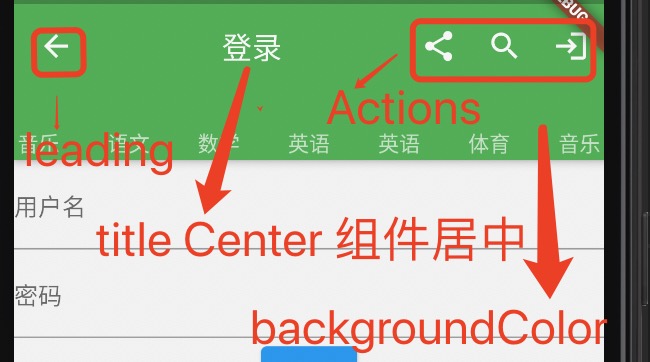 登录
Actions
音乐 语文 数学 英语 英语 体育 音乐
leading
用户名
title Center 组件居中
密码
backgroundColor